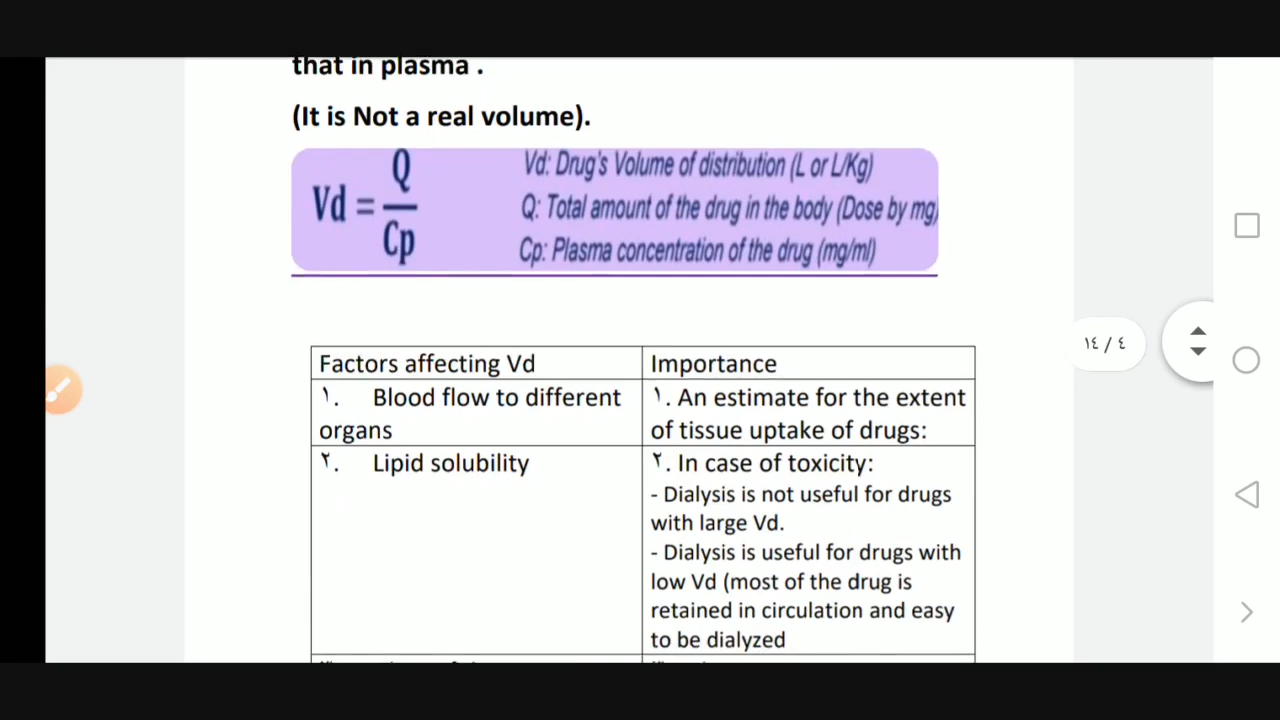 that in plasma .
(It is Not a real volume).
Vd = Q / Cp
Vd: Drug's Volume of distribution (L or L/Kg)
Q: Total amount of the drug in the body (Dose by mg)
Cp: Plasma concentration of the drug (mg/ml)
١٤ / ٤
Factors affecting Vd
Importance
١. Blood flow to different
organs
١. An estimate for the extent
of tissue uptake of drugs:
٢. Lipid solubility
٢. In case of toxicity:
- Dialysis is not useful for drugs
with large Vd.
- Dialysis is useful for drugs with
low Vd (most of the drug is
retained in circulation and easy
to be dialyzed